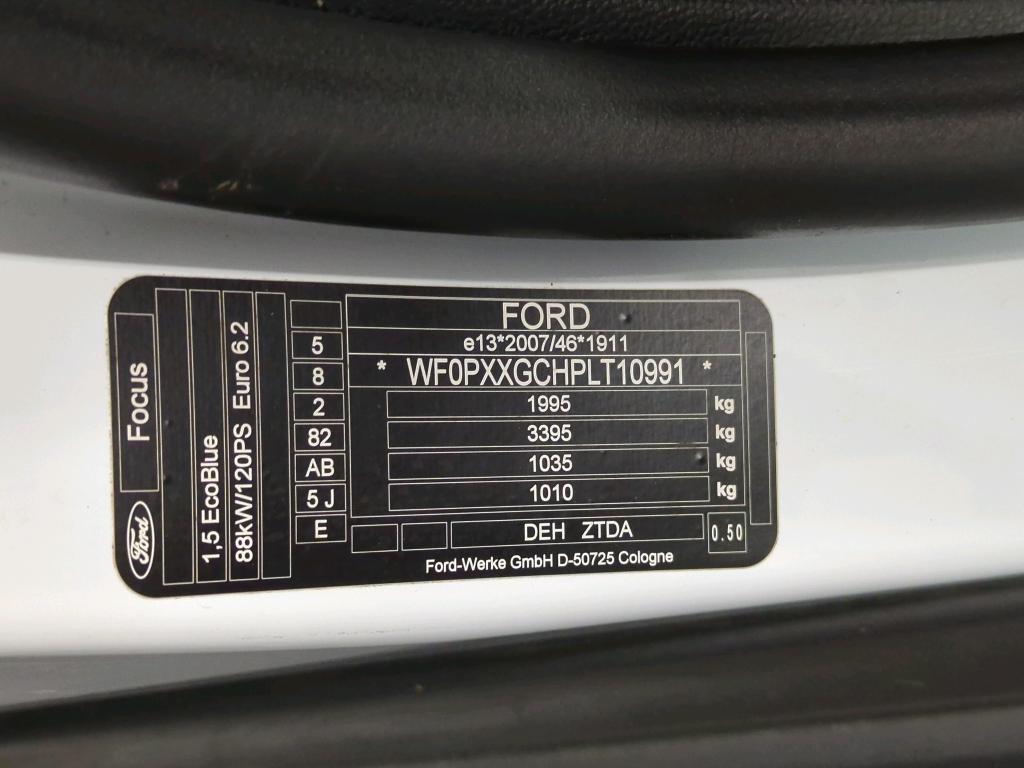 FORD
e13*2007/46*1911
* WF0PXXGCHPLT10991 *
1995 kg
3395 kg
1035 kg
1010 kg
DEH ZTDA
0.50
Ford-Werke GmbH D-50725 Cologne
5
8
2
82
AB
5 J
E
Focus
Ford
1,5 EcoBlue
88kW/120PS Euro 6.2